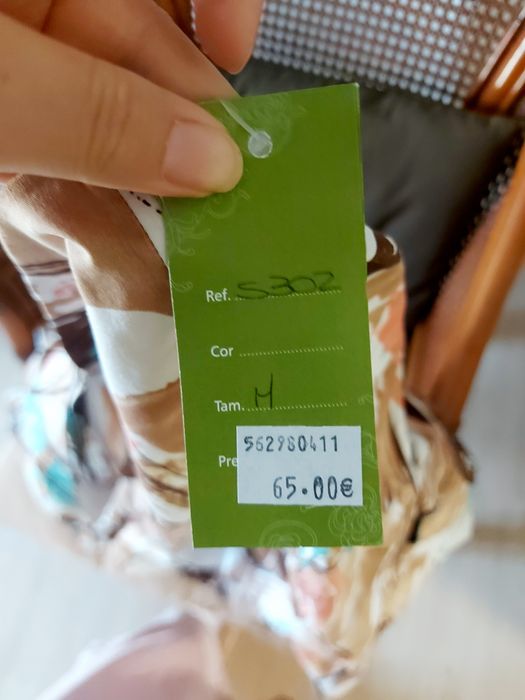 Ref. S302
Cor
Tam. M
Pre
562980411
65.00€